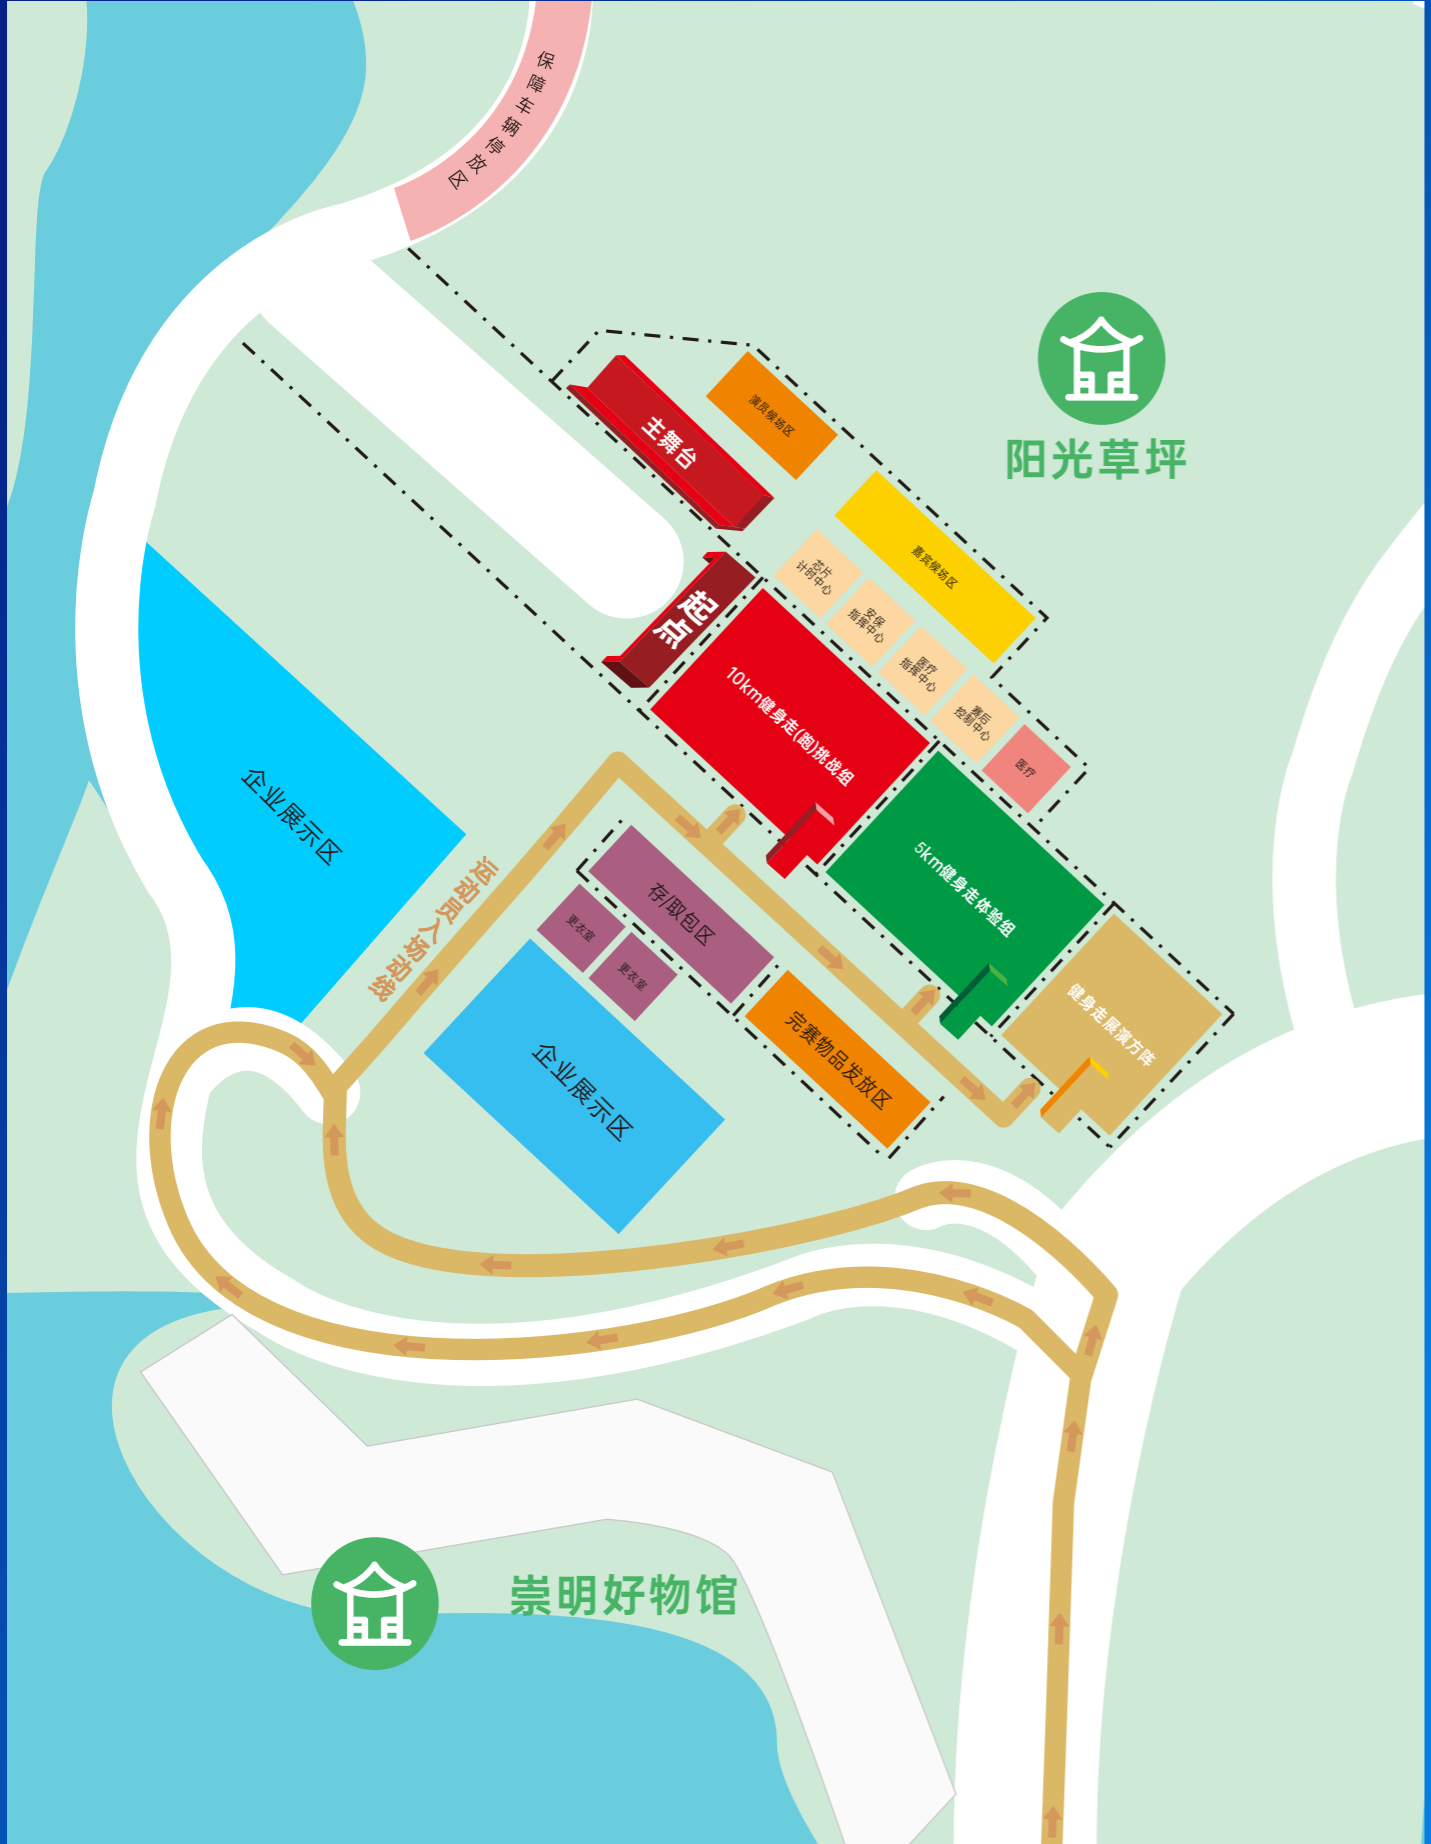 保障车辆停放区
阳光草坪
主舞台
演员候场区
嘉宾候场区
芯片
计时中心
安保
指挥中心
医疗
指挥中心
赛后
控制中心
医疗
起点
10km健身走(跑)挑战组
5km健身走体验组
健身走展演方阵
企业展示区
运动员入场动线
存/取包区
更衣室
更衣室
完赛物品发放区
企业展示区
崇明好物馆